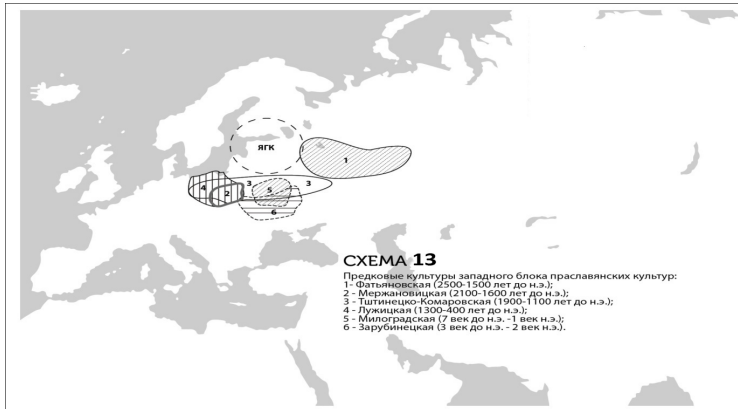 ЯГК
1
4
2
3
3
5
6
СХЕМА 13
Предковые культуры западного блока праславянских культур:
1- Фатьяновская (2500-1500 лет до н.э.);
2 - Мержановицкая (2100-1600 лет до н.э.);
3 - Тштинецко-Комаровская (1900-1100 лет до н.э.);
4 - Лужицкая (1300-400 лет до н.э.);
5 - Милоградская (7 век до н.э. -1 век н.э.);
6 - Зарубинецкая (3 век до н.э. - 2 век н.э.).